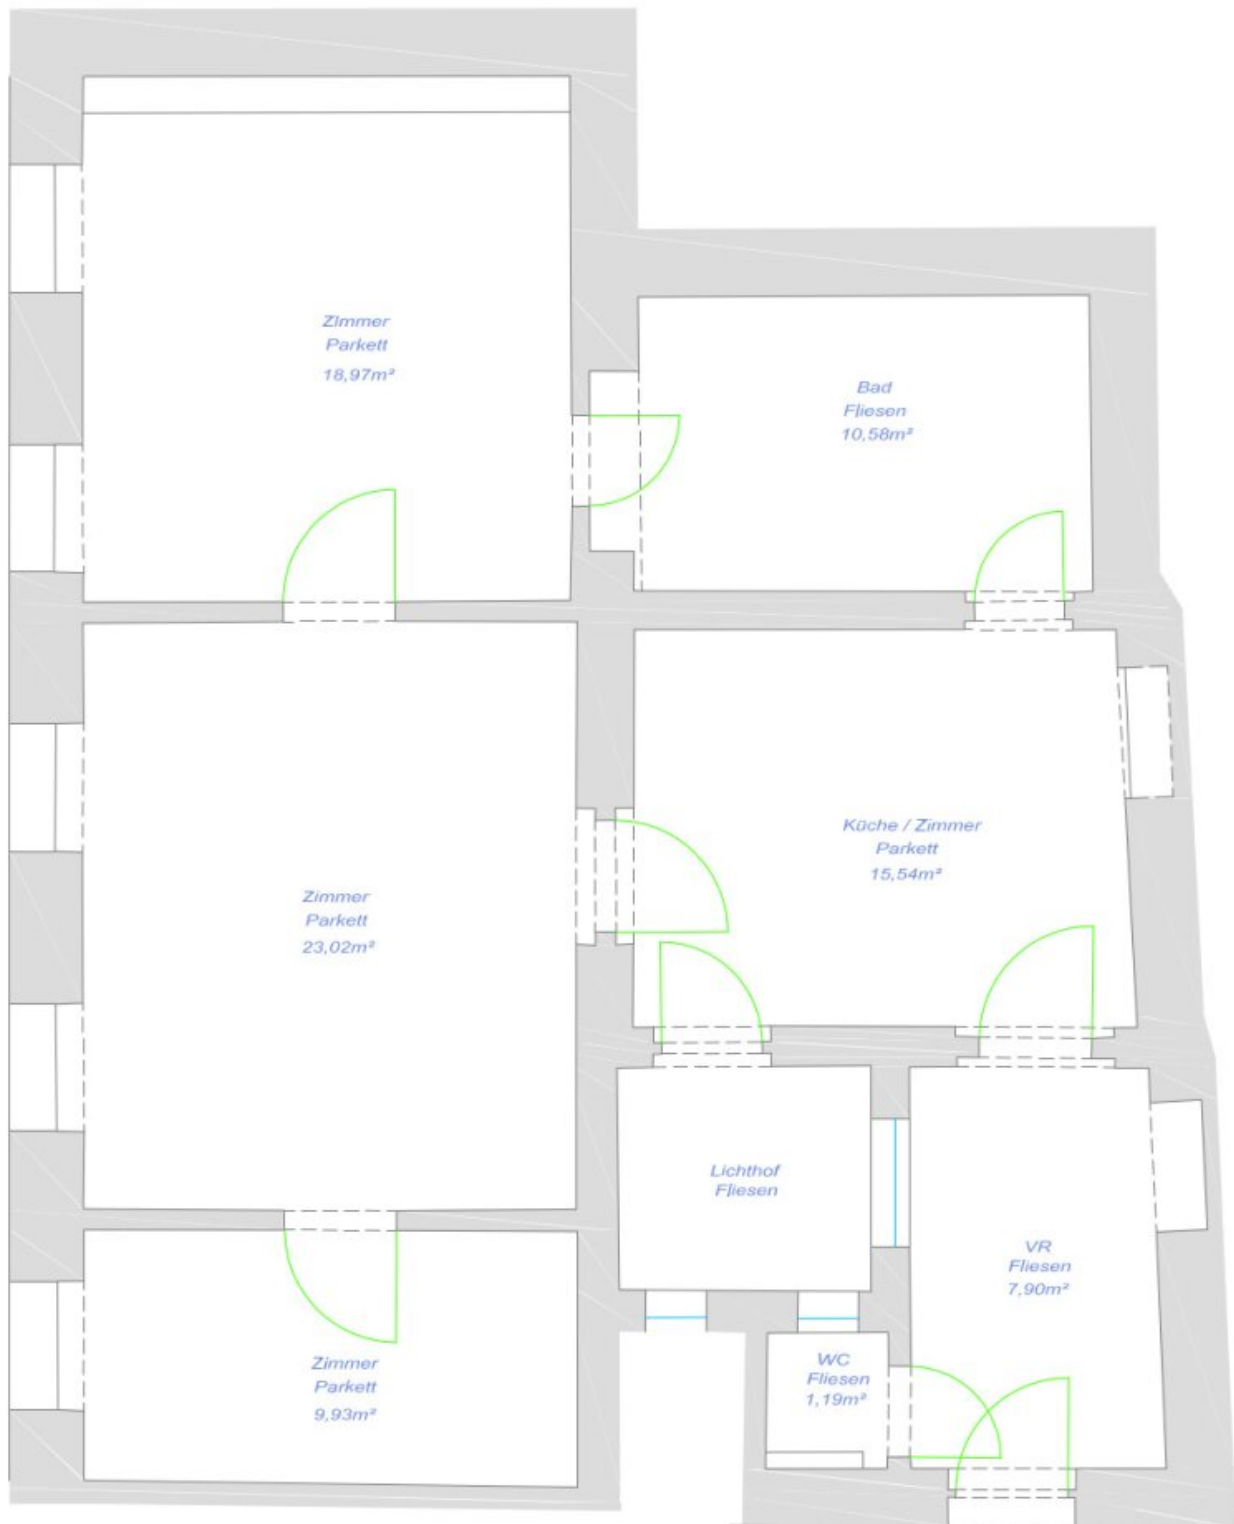 Zimmer
Parkett
18,97m²
Bad
Fliesen
10,58m²
Küche / Zimmer
Parkett
15,54m²
Zimmer
Parkett
23,02m²
Lichthof
Fliesen
VR
Fliesen
7,90m²
Zimmer
Parkett
9,93m²
WC
Fliesen
1,19m²